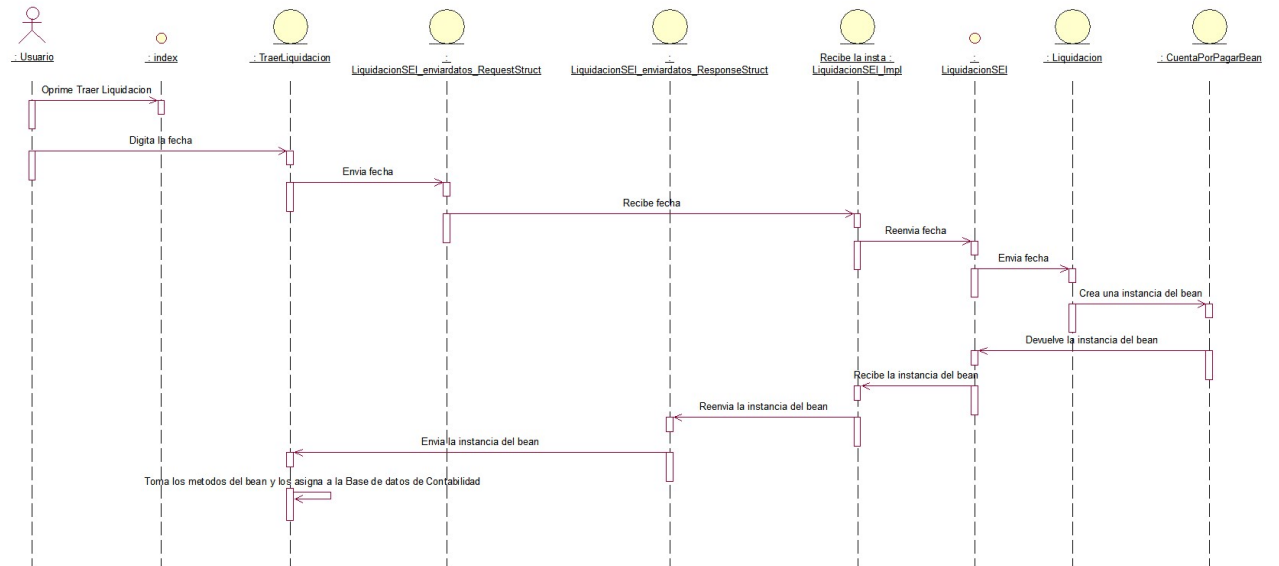 : Usuario
: index
: TraerLiquidacion
:
LiquidacionSEI_enviardatos_RequestStruct
:
LiquidacionSEI_enviardatos_ResponseStruct
Recibe la insta :
LiquidacionSEI_Impl
:
LiquidacionSEI
: Liquidacion
: CuentaPorPagarBean
Oprime Traer Liquidacion
Digita la fecha
Envia fecha
Recibe fecha
Reenvia fecha
Envia fecha
Crea una instancia del bean
Devuelve la instancia del bean
Recibe la instancia del bean
Reenvia la instancia del bean
Envia la instancia del bean
Toma los metodos del bean y los asigna a la Base de datos de Contabilidad